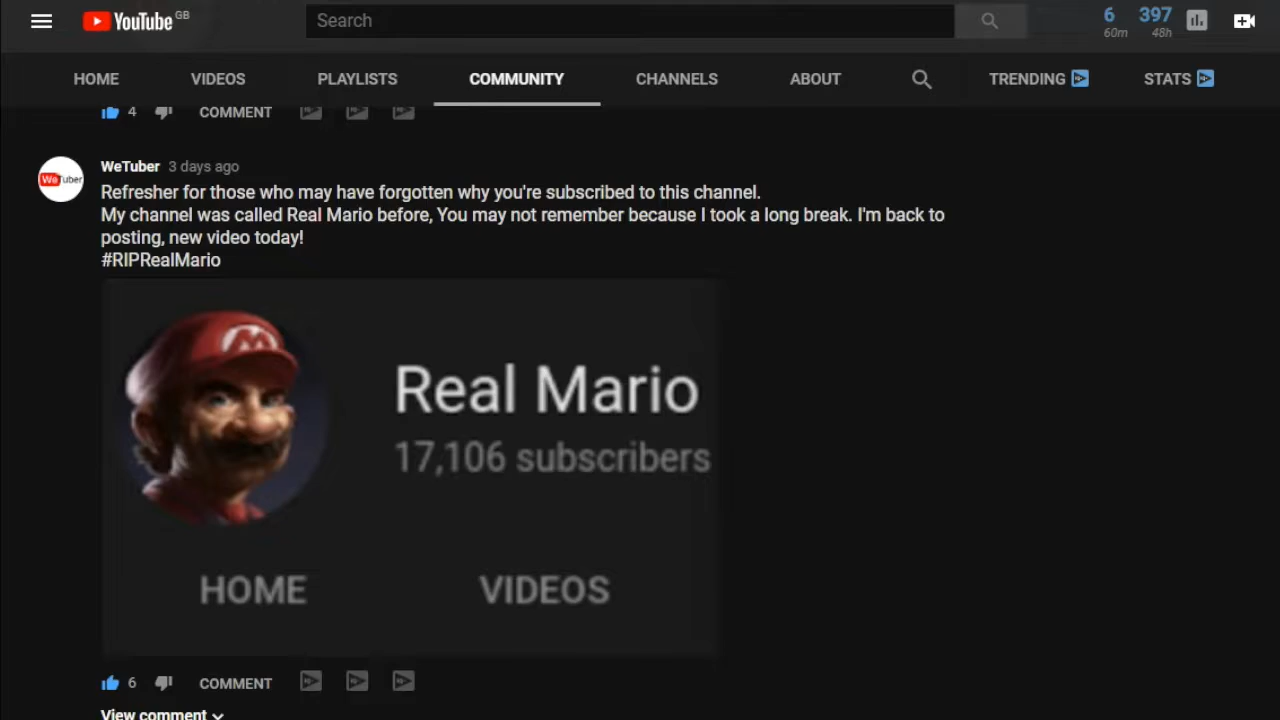 YouTube GB
Search
6 397
60m 48h
HOME VIDEOS PLAYLISTS COMMUNITY CHANNELS ABOUT TRENDING STATS
4 COMMENT
WeTuber
WeTuber 3 days ago
Refresher for those who may have forgotten why you're subscribed to this channel.
My channel was called Real Mario before, You may not remember because I took a long break. I'm back to
posting, new video today!
#RIPRealMario
M
Real Mario
17,106 subscribers
HOME VIDEOS
6 COMMENT
View comment